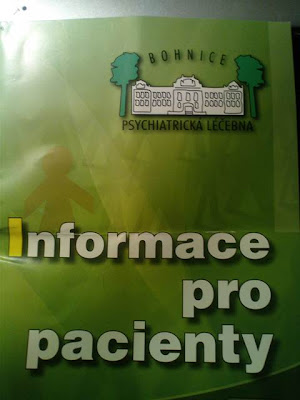 BOHNICE
PSYCHIATRICKÁ LÉČEBNA
Informace
pro
pacienty